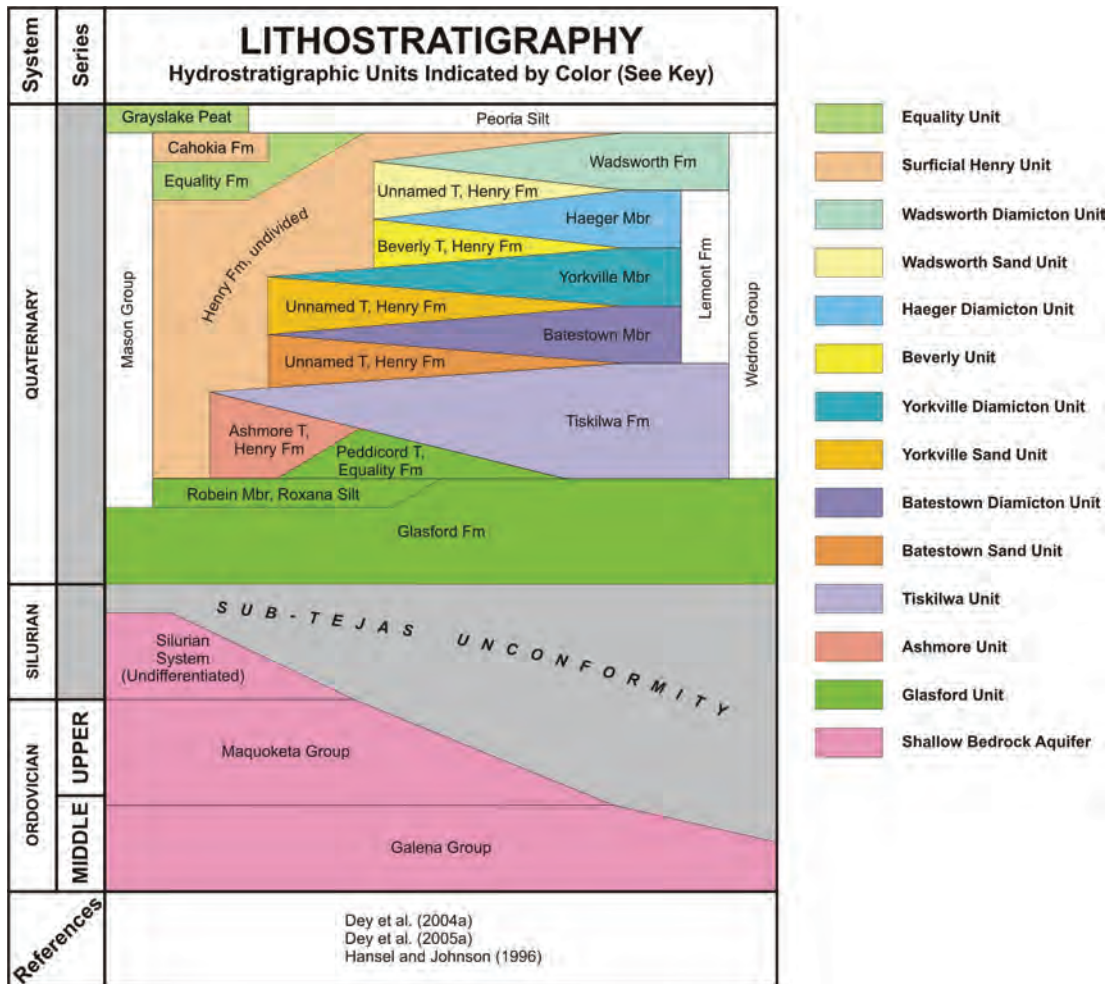 System
Series
LITHOSTRATIGRAPHY
Hydrostratigraphic Units Indicated by Color (See Key)
QUATERNARY
SILURIAN
ORDOVICIAN
UPPER
MIDDLE
Grayslake Peat
Peoria Silt
Cahokia Fm
Equality Fm
Wadsworth Fm
Unnamed T, Henry Fm
Haeger Mbr
Beverly T, Henry Fm
Henry Fm, undivided
Yorkville Mbr
Unnamed T, Henry Fm
Batestown Mbr
Unnamed T, Henry Fm
Mason Group
Lemont Fm
Wedron Group
Tiskilwa Fm
Ashmore T,
Henry Fm
Peddicord T,
Equality Fm
Robein Mbr, Roxana Silt
Glasford Fm
SUB-TEJAS UNCONFORMITY
Silurian
System
(Undifferentiated)
Maquoketa Group
Galena Group
References
Dey et al. (2004a)
Dey et al. (2005a)
Hansel and Johnson (1996)
Equality Unit
Surficial Henry Unit
Wadsworth Diamicton Unit
Wadsworth Sand Unit
Haeger Diamicton Unit
Beverly Unit
Yorkville Diamicton Unit
Yorkville Sand Unit
Batestown Diamicton Unit
Batestown Sand Unit
Tiskilwa Unit
Ashmore Unit
Glasford Unit
Shallow Bedrock Aquifer